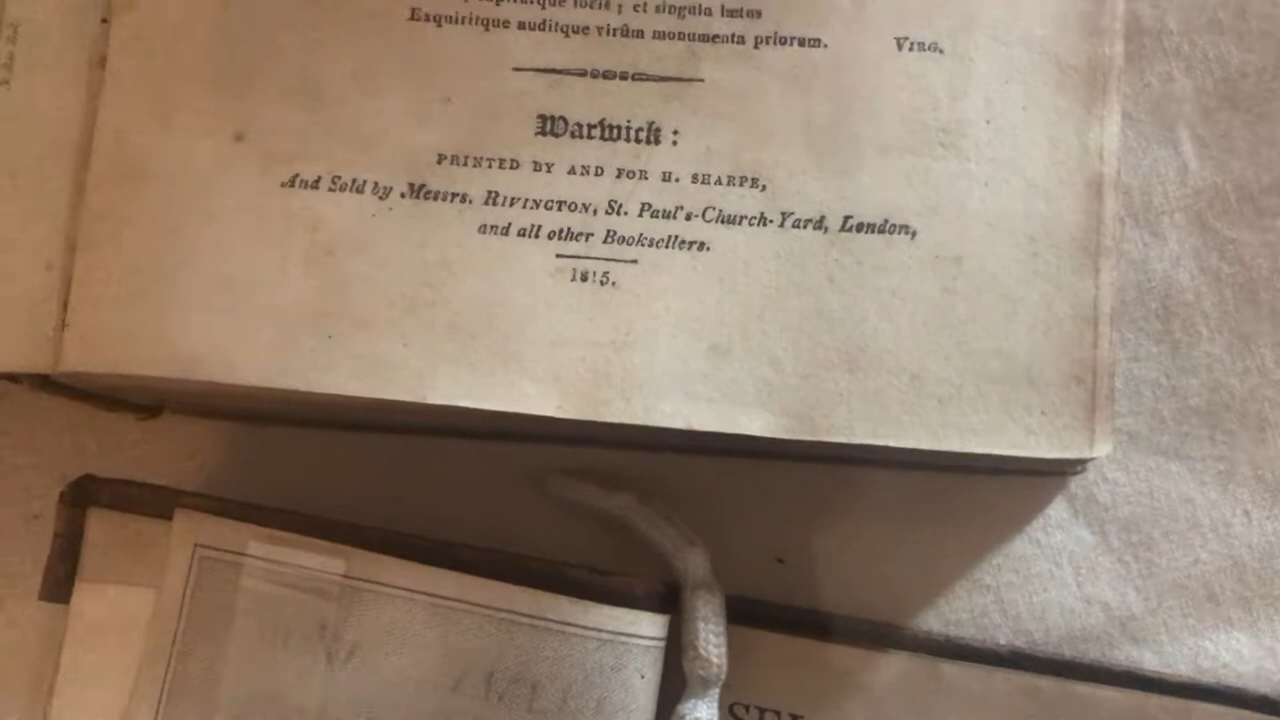 et singula lætus
Exquiritque auditque virûm monumenta priorum. VIRG.
Warwick:
PRINTED BY AND FOR H. SHARPE,
And Sold by Messrs. RIVINGTON, St. Paul's-Church-Yard, London,
and all other Booksellers.
1815.